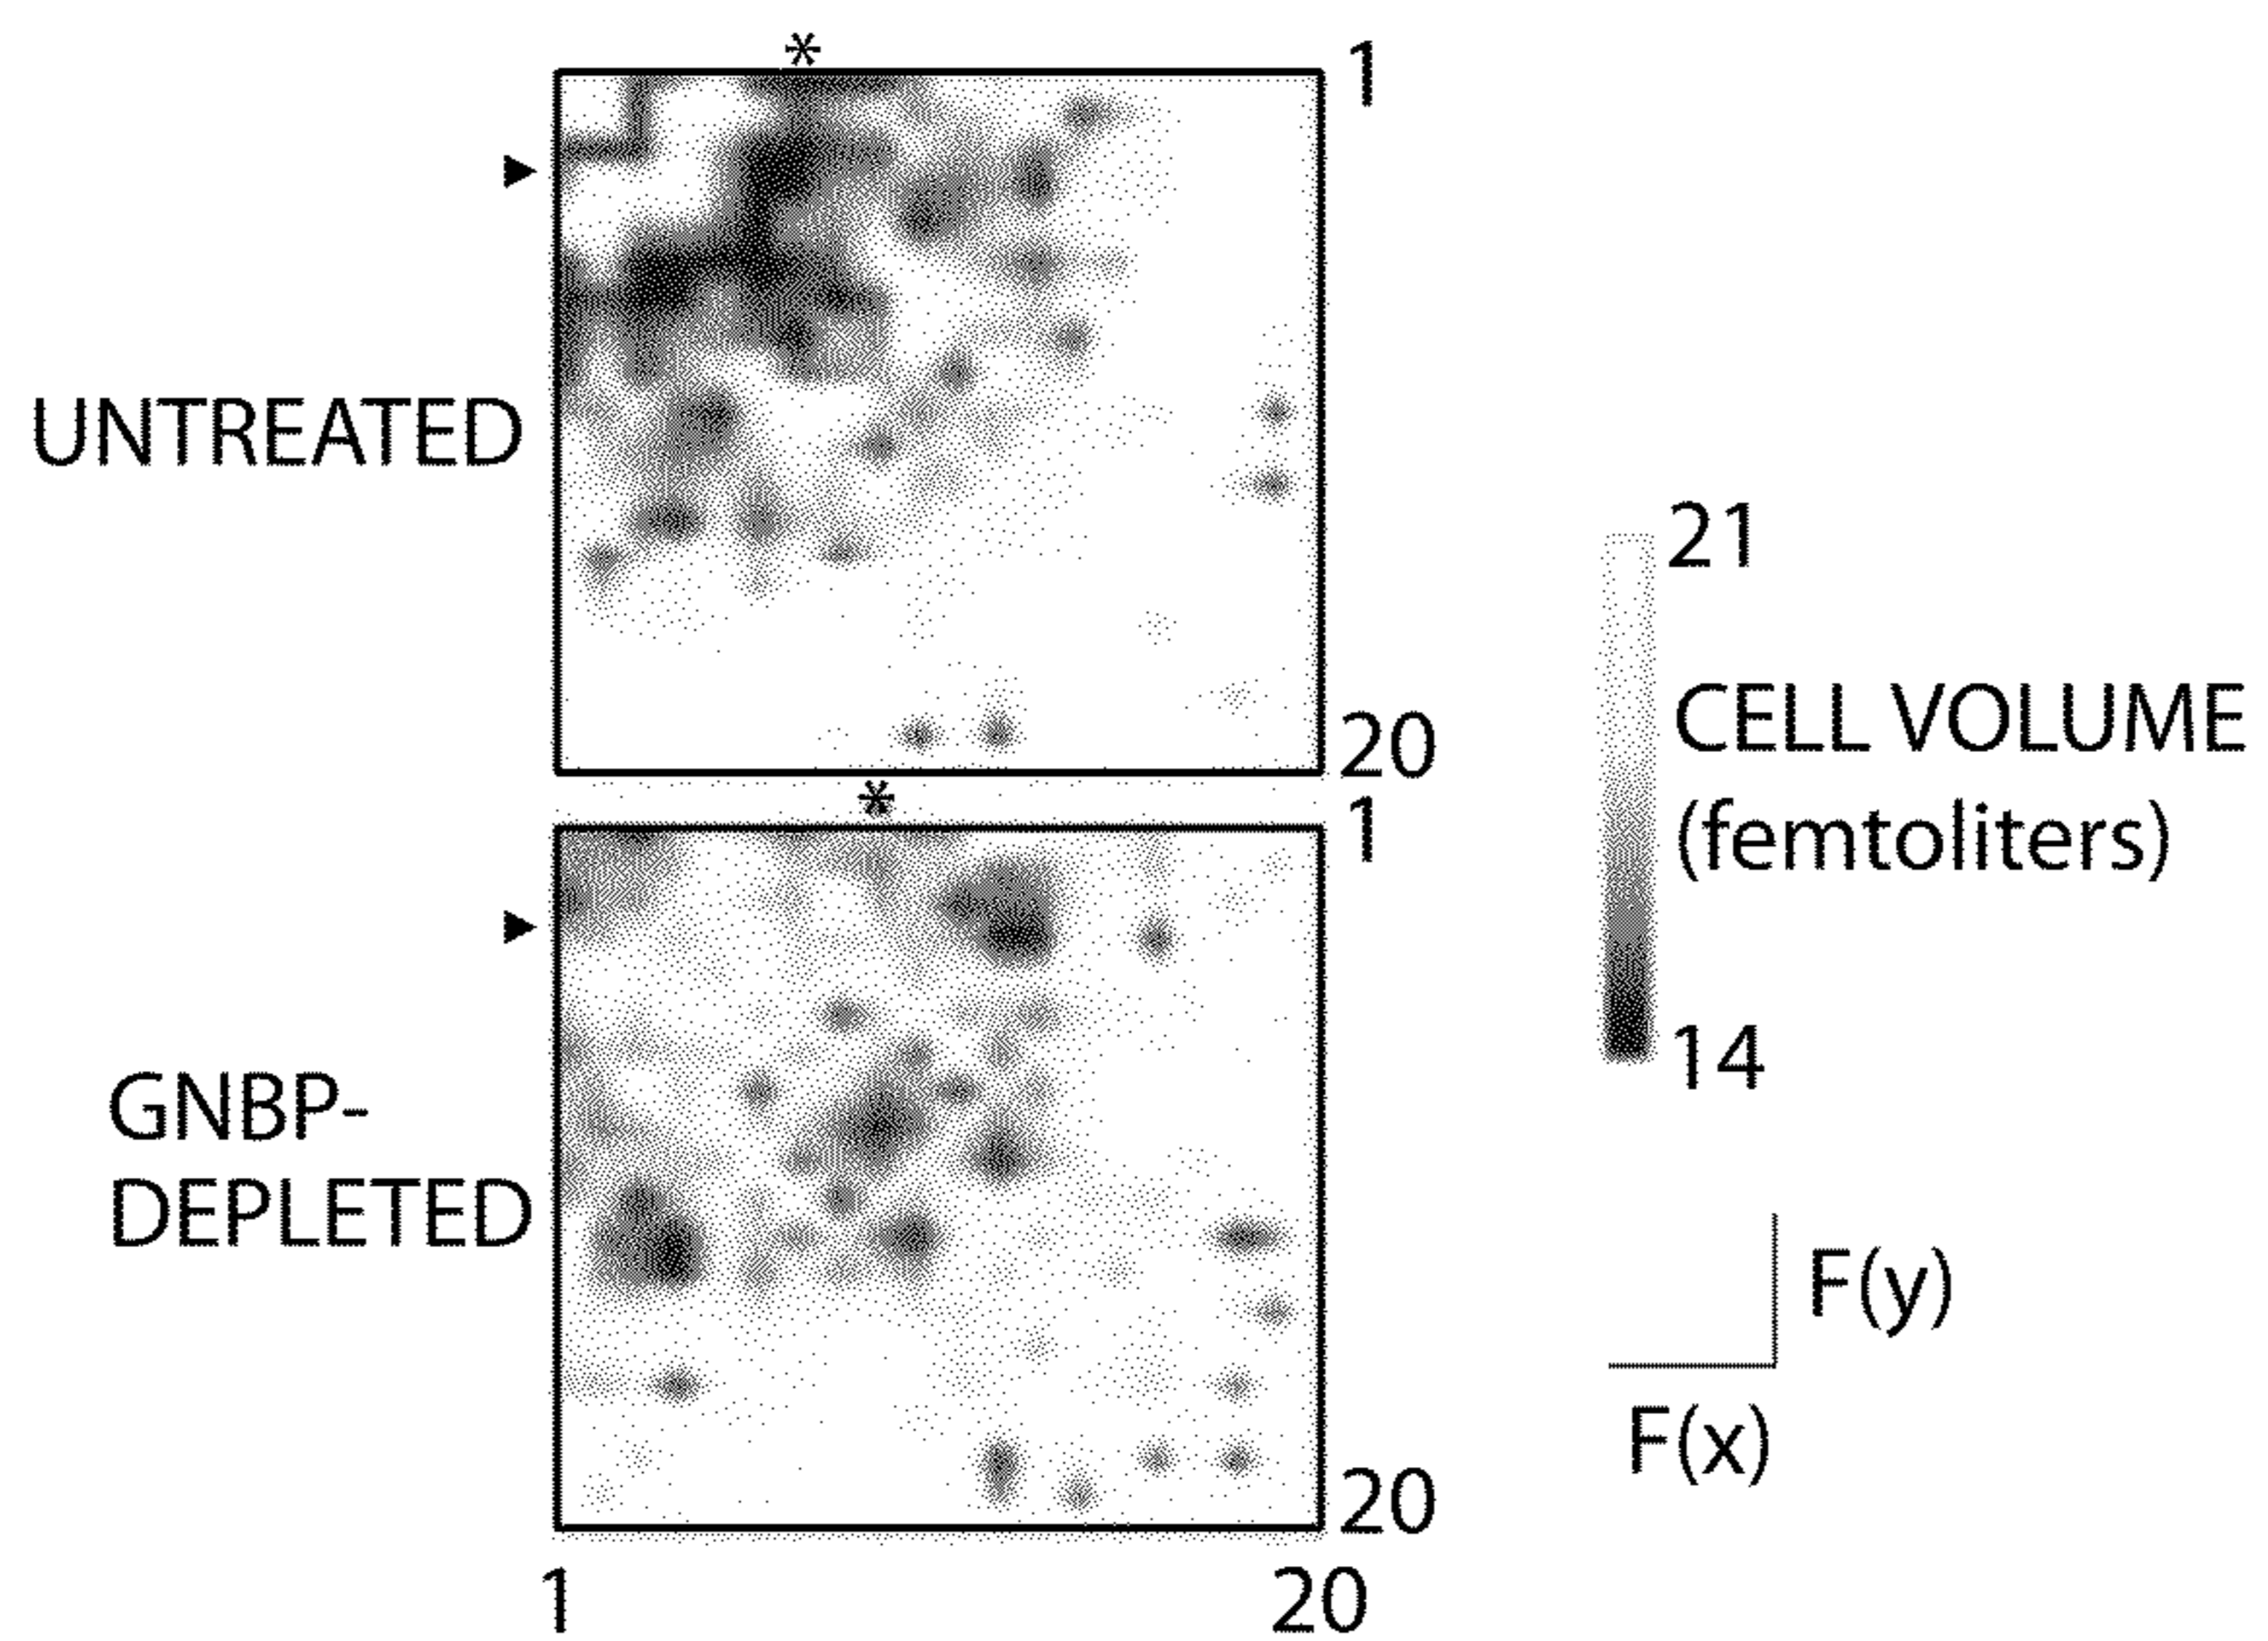 *
1
UNTREATED
20
*
1
GNBP-
DEPLETED
20
1
20
21
CELL VOLUME
(femtoliters)
14
F(y)
F(x)